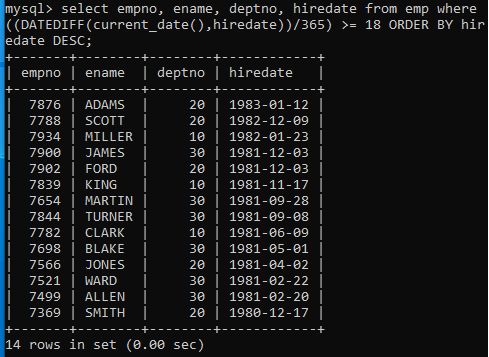 mysql> select empno, ename, deptno, hiredate from emp where
((DATEDIFF(current_date(),hiredate))/365) >= 18 ORDER BY hir
edate DESC;
+-------+--------+--------+------------+
| empno | ename  | deptno | hiredate   |
+-------+--------+--------+------------+
|  7876 | ADAMS  |     20 | 1983-01-12 |
|  7788 | SCOTT  |     20 | 1982-12-09 |
|  7934 | MILLER |     10 | 1982-01-23 |
|  7900 | JAMES  |     30 | 1981-12-03 |
|  7902 | FORD   |     20 | 1981-12-03 |
|  7839 | KING   |     10 | 1981-11-17 |
|  7654 | MARTIN |     30 | 1981-09-28 |
|  7844 | TURNER |     30 | 1981-09-08 |
|  7782 | CLARK  |     10 | 1981-06-09 |
|  7698 | BLAKE  |     30 | 1981-05-01 |
|  7566 | JONES  |     20 | 1981-04-02 |
|  7521 | WARD   |     30 | 1981-02-22 |
|  7499 | ALLEN  |     30 | 1981-02-20 |
|  7369 | SMITH  |     20 | 1980-12-17 |
+-------+--------+--------+------------+
14 rows in set (0.00 sec)